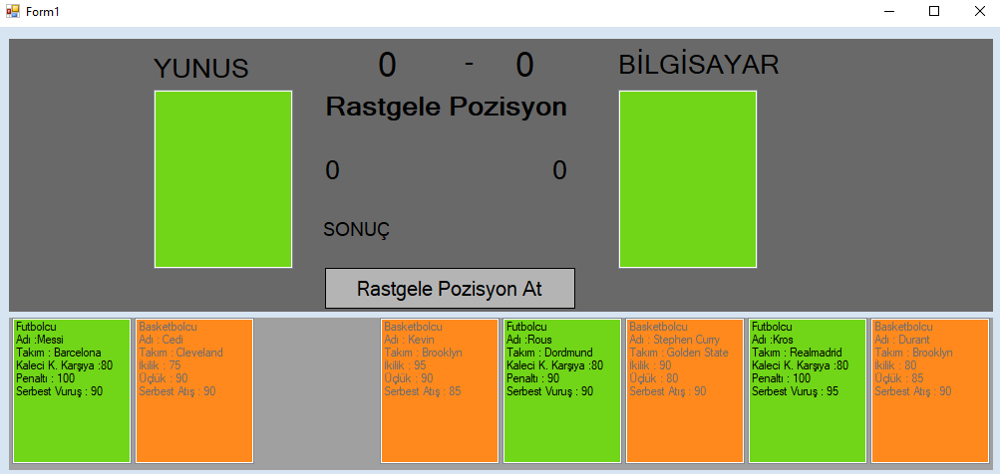 Form1
YUNUS
0 - 0
BİLGİSAYAR
Rastgele Pozisyon
0 0
SONUÇ
Rastgele Pozisyon At
Futbolcu
Adı :Messi
Takım : Barcelona
Kaleci K. Karşıya :80
Penaltı : 100
Serbest Vuruş : 90
Basketbolcu
Adı : Cedi
Takım : Cleveland
Ikilik : 75
Üçlük : 90
Serbest Atış : 90
Basketbolcu
Adı : Kevin
Takım : Brooklyn
Ikilik : 95
Üçlük : 90
Serbest Atış : 85
Futbolcu
Adı :Rous
Takım : Dordmund
Kaleci K. Karşıya :80
Penaltı : 90
Serbest Vuruş : 90
Basketbolcu
Adı : Stephen Curry
Takım : Golden State
Ikilik : 90
Üçlük : 80
Serbest Atış : 90
Futbolcu
Adı :Kros
Takım : Realmadrid
Kaleci K. Karşıya :80
Penaltı : 100
Serbest Vuruş : 95
Basketbolcu
Adı : Durant
Takım : Brooklyn
Ikilik : 80
Üçlük : 85
Serbest Atış : 90